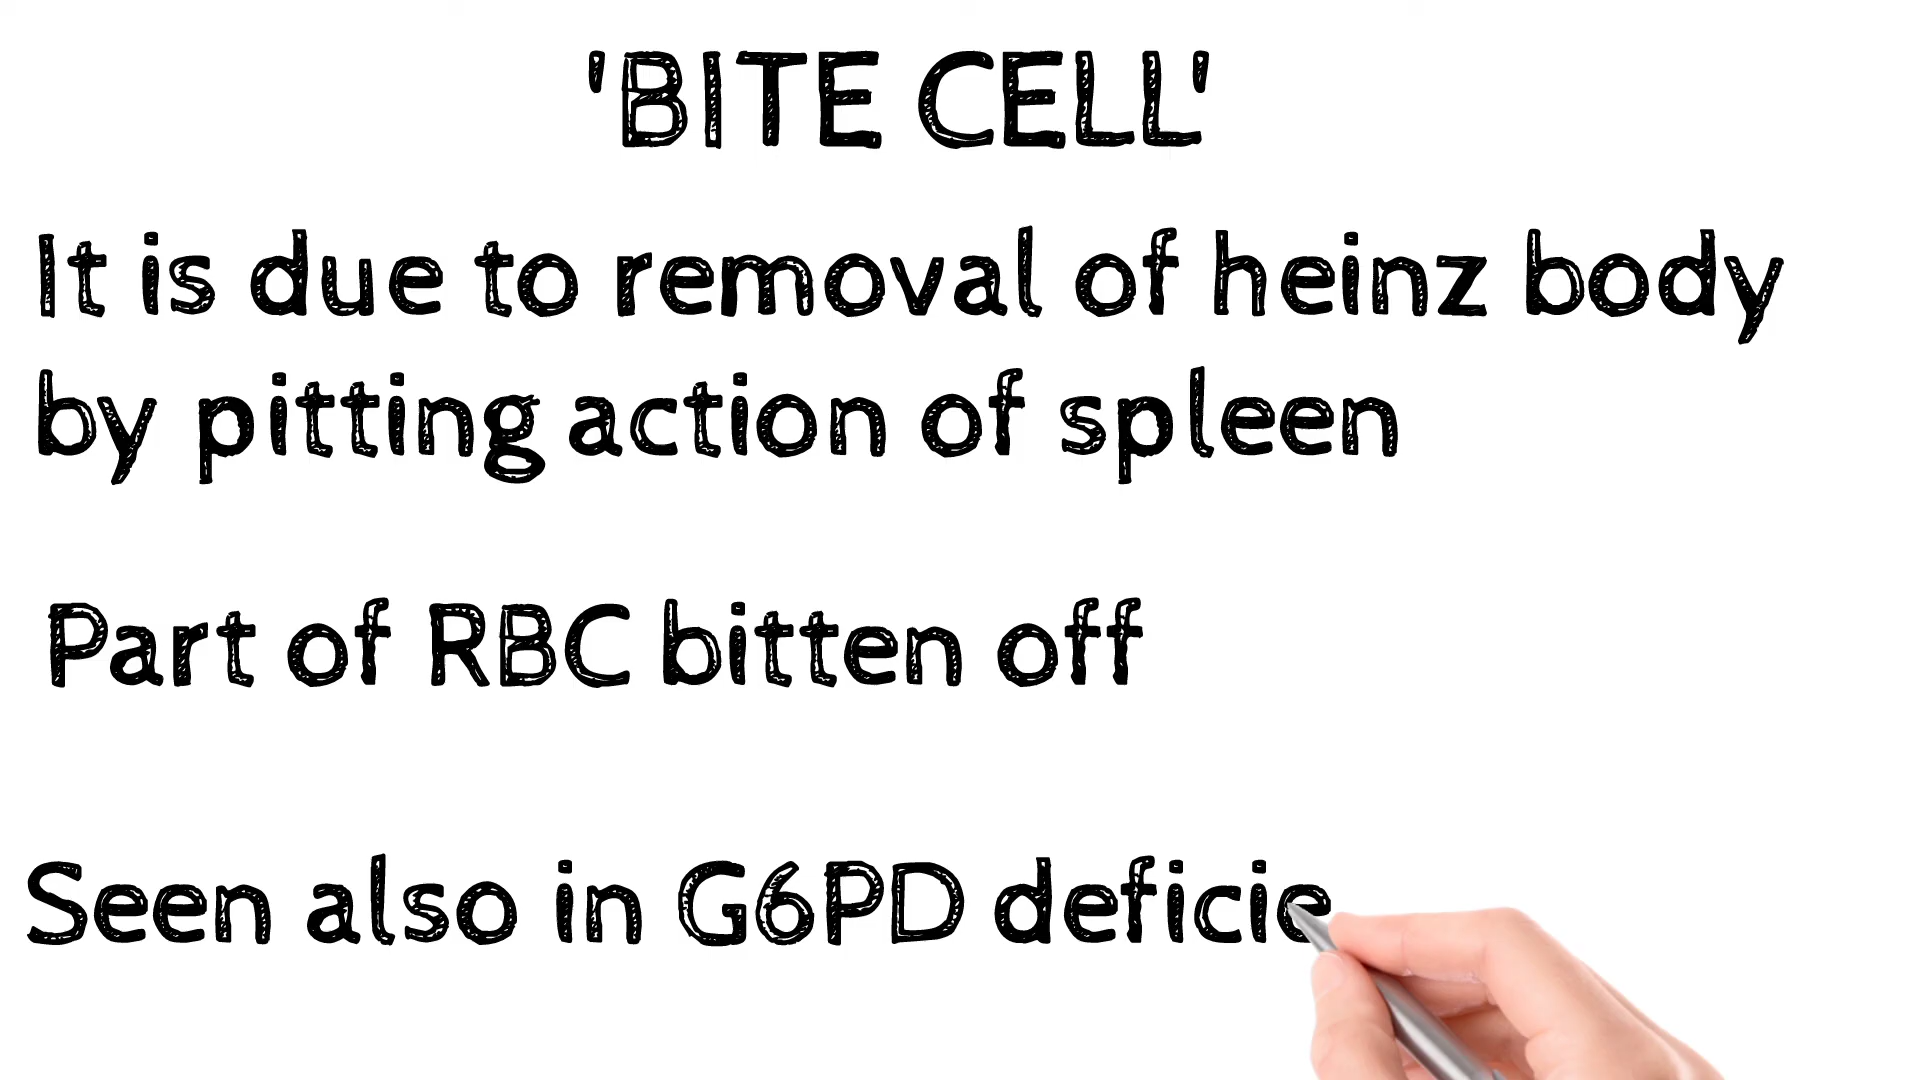 'BITE CELL'
It is due to removal of heinz body
by pitting action of spleen
Part of RBC bitten off
Seen also in G6PD deficie